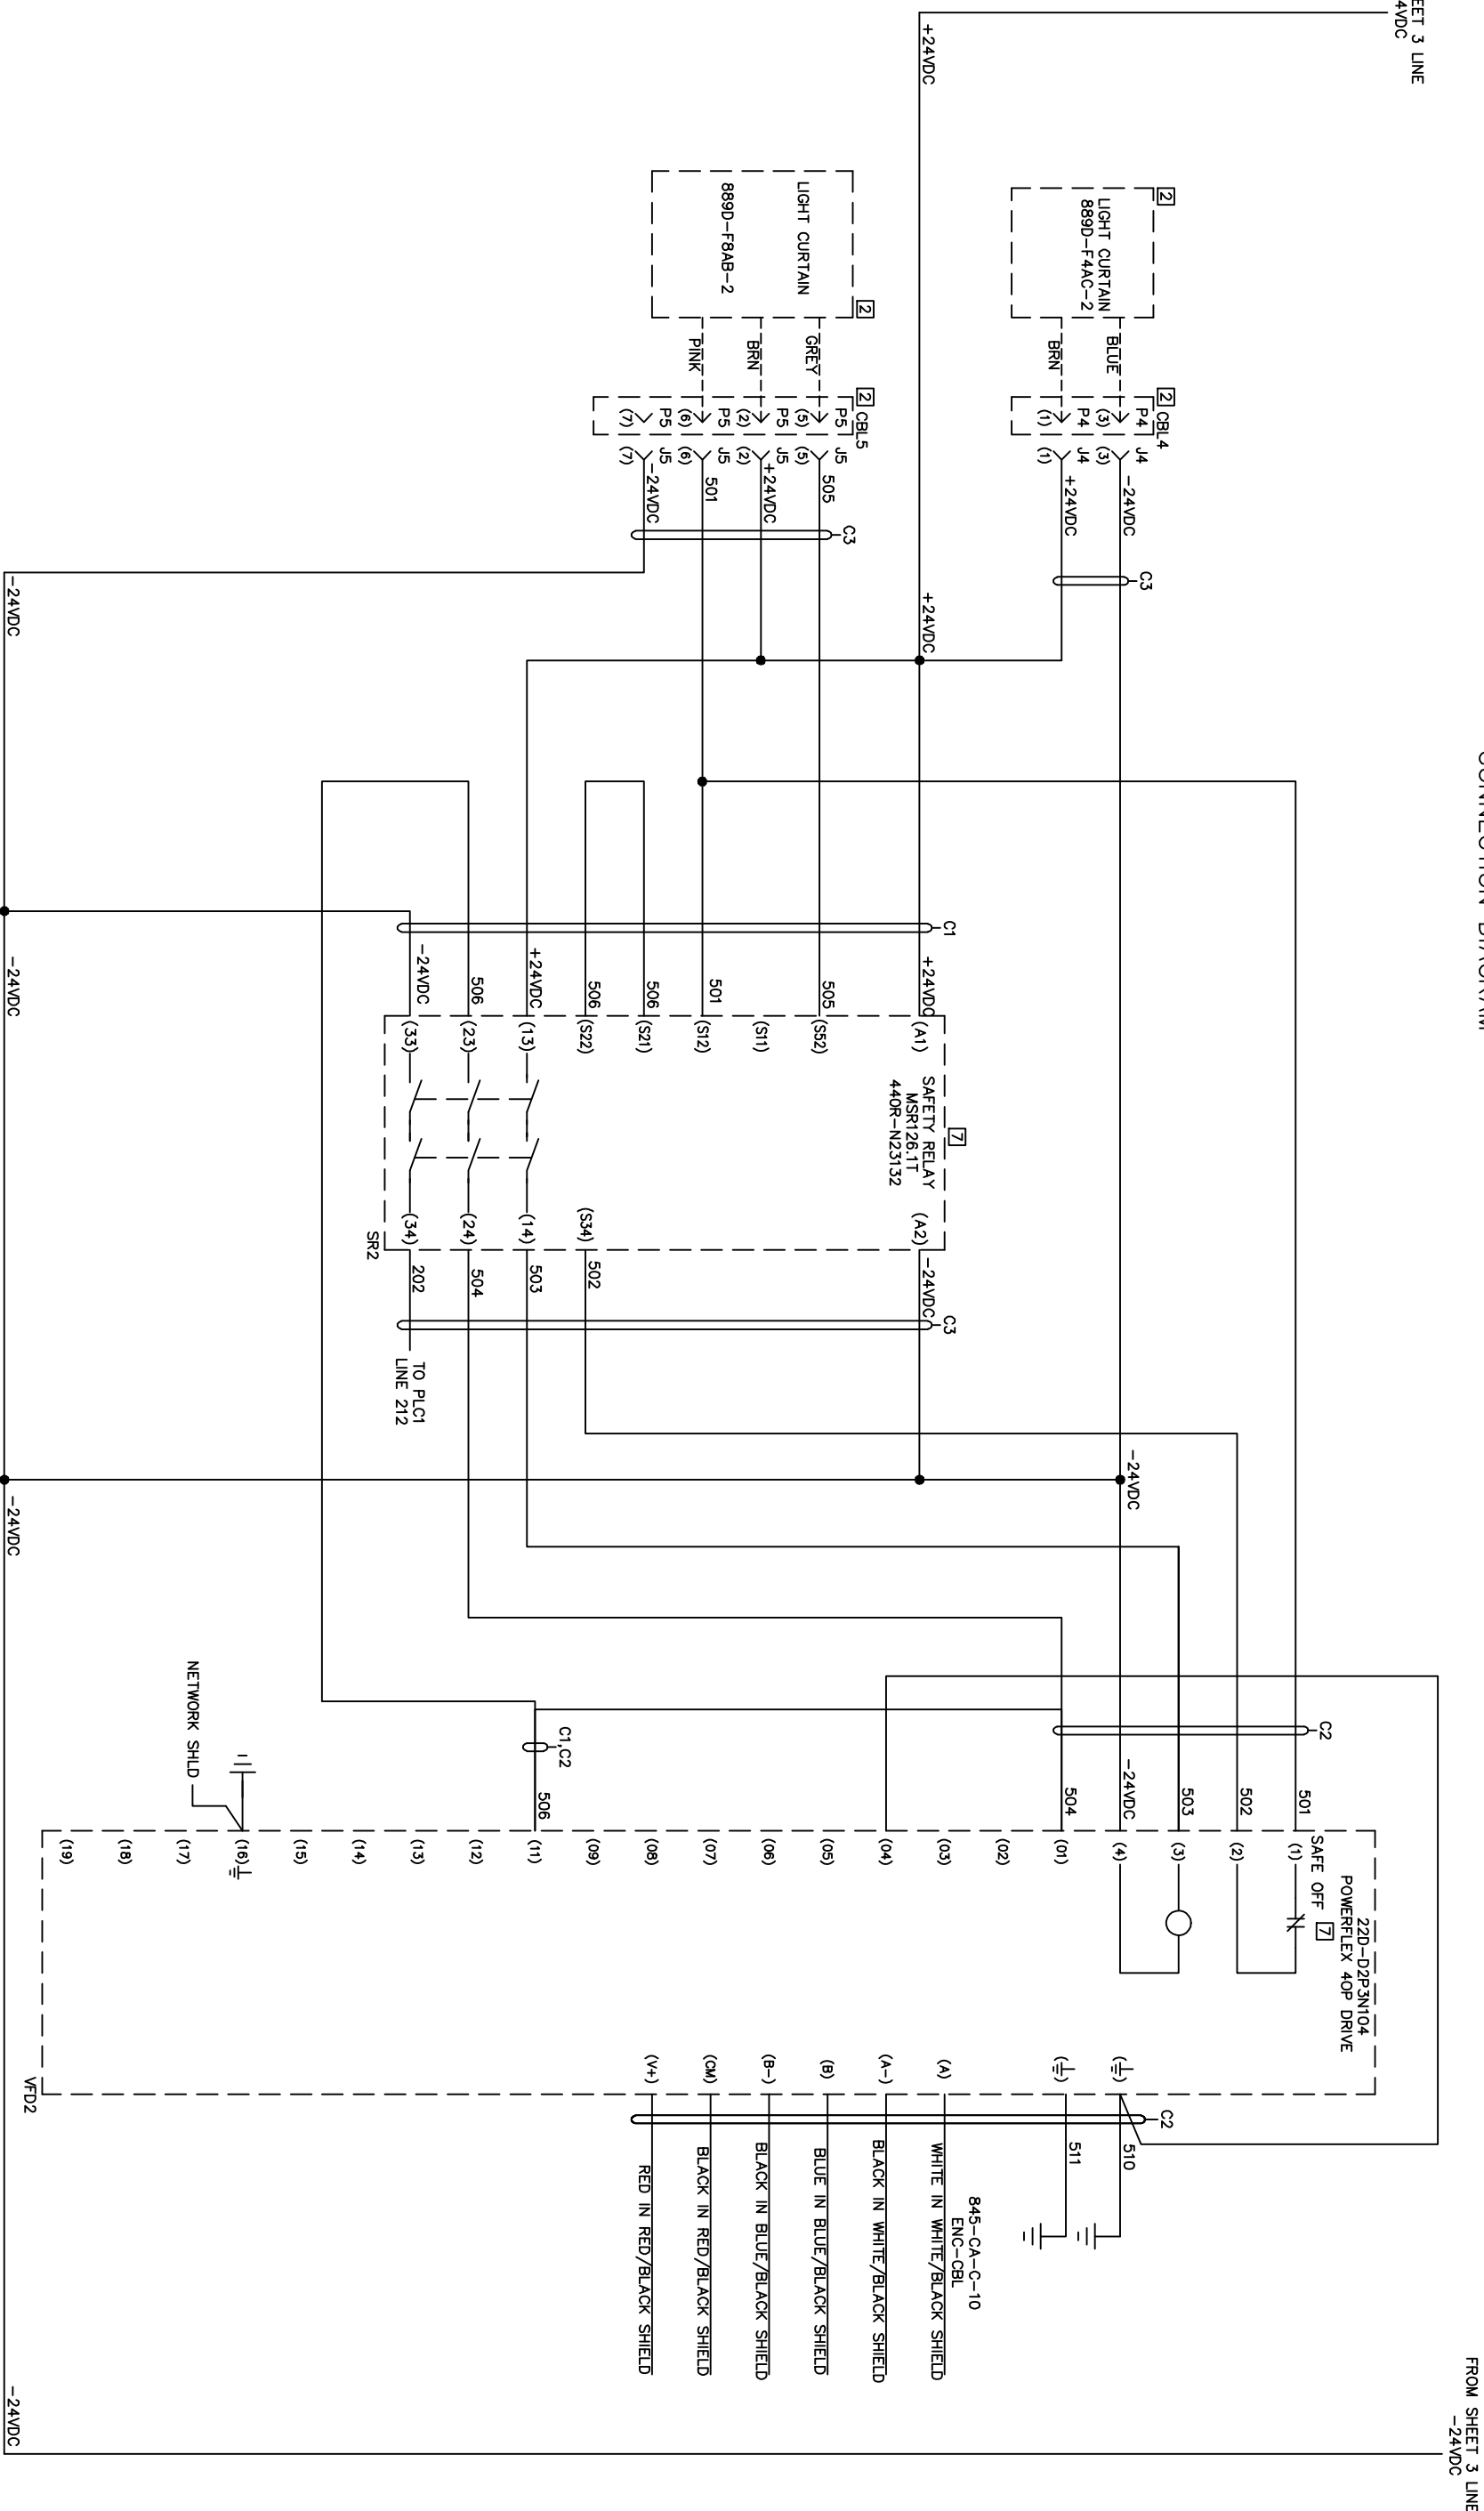 CONNECTION DIAGRAM
EET 3 LINE
4VDC
+24VDC
2
LIGHT CURTAIN
889D-F4AC-2
BLUE
BRN
2
CBL4
P4
(3)
P4
(1)
J4
(3)
J4
(1)
-24VDC
+24VDC
C3
LIGHT CURTAIN
889D-F8AB-2
2
GREY
BRN
PINK
2
CBL5
P5
(5)
P5
(2)
P5
(6)
P5
(7)
J5
(5)
J5
(2)
J5
(6)
J5
(7)
505
+24VDC
501
-24VDC
C3
+24VDC
-24VDC
C1
+24VDC
505
501
506
506
+24VDC
506
-24VDC
-24VDC
(A1)
(S52)
(S11)
(S12)
(S21)
(S22)
(13)
(23)
(33)
7
SAFETY RELAY
MSR126.1T
440R-N23132
(A2)
(S34)
(14)
(24)
(34)
SR2
-24VDC
502
503
504
202
C3
TO PLC1
LINE 212
-24VDC
-24VDC
NETWORK SHLD
C1,C2
506
C2
501
502
503
-24VDC
504
22D-D2P3N104
POWERFLEX 40P DRIVE
SAFE OFF
7
(1)
(2)
(3)
(4)
(01)
(02)
(03)
(04)
(05)
(06)
(07)
(08)
(09)
(11)
(12)
(13)
(14)
(15)
(16)
(17)
(18)
(19)
(A)
(A-)
(B)
(B-)
(CM)
(V+)
VFD2
C2
510
511
845-CA-C-10
ENC-CBL
WHITE IN WHITE/BLACK SHIELD
BLACK IN WHITE/BLACK SHIELD
BLUE IN BLUE/BLACK SHIELD
BLACK IN BLUE/BLACK SHIELD
BLACK IN RED/BLACK SHIELD
RED IN RED/BLACK SHIELD
FROM SHEET 3 LINE
-24VDC
-24VDC